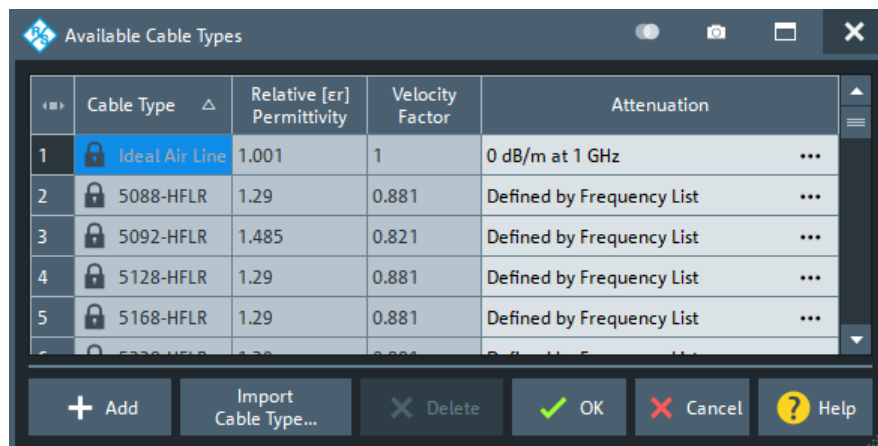 R&S Available Cable Types
Cable Type Relative [εr] Permittivity Velocity Factor Attenuation
1 Ideal Air Line 1.001 1 0 dB/m at 1 GHz ...
2 5088-HFLR 1.29 0.881 Defined by Frequency List ...
3 5092-HFLR 1.485 0.821 Defined by Frequency List ...
4 5128-HFLR 1.29 0.881 Defined by Frequency List ...
5 5168-HFLR 1.29 0.881 Defined by Frequency List ...
Add Import Cable Type... Delete OK Cancel ? Help